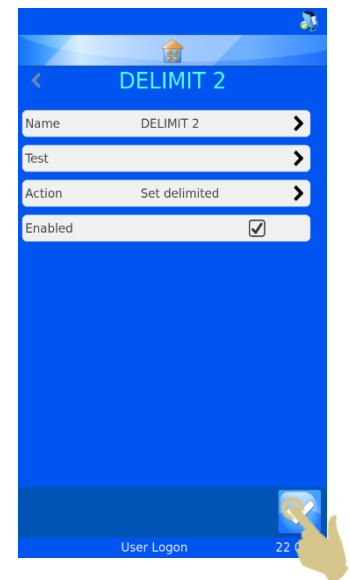 DELIMIT 2
Name DELIMIT 2
Test
Action Set delimited
Enabled
User Logon 22